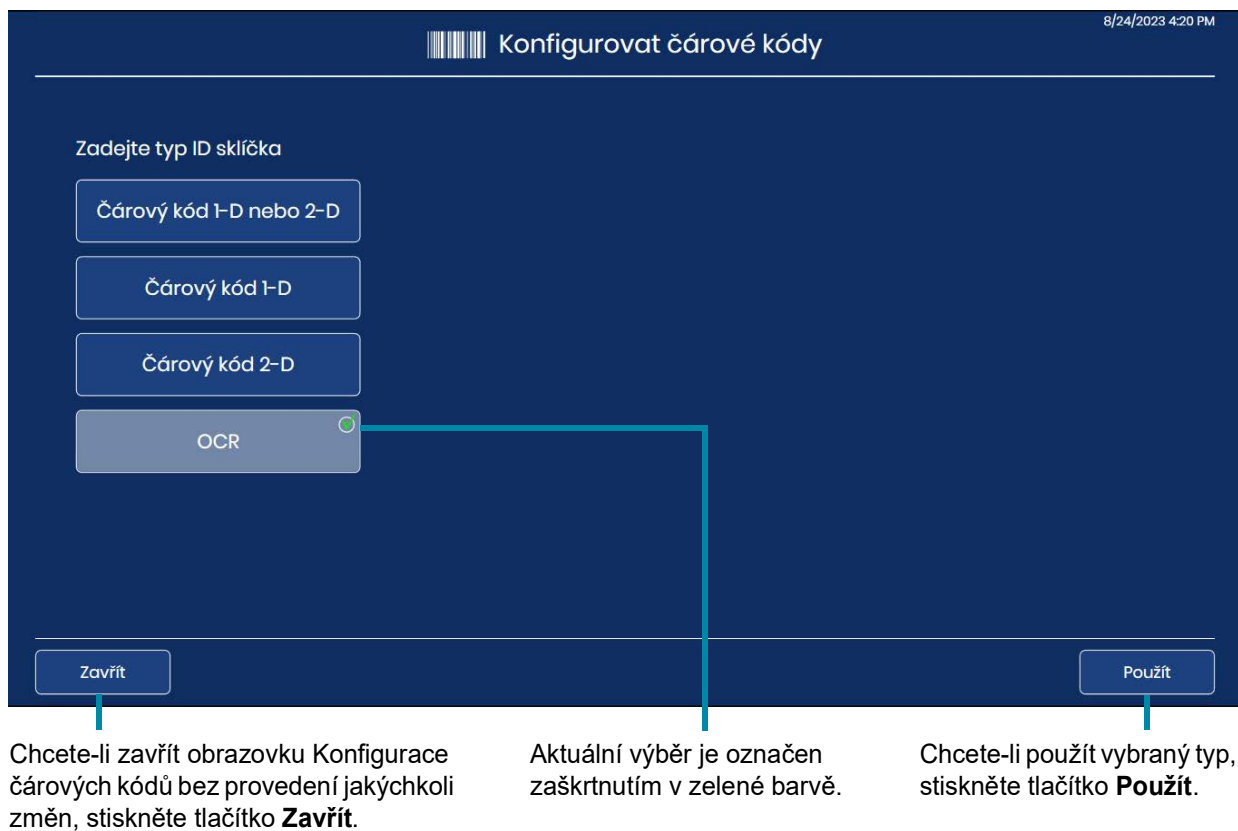 8/24/2023 4:20 PM
Konfigurovat čárové kódy
Zadejte typ ID sklíčka
Čárový kód 1-D nebo 2-D
Čárový kód 1-D
Čárový kód 2-D
OCR
Zavřít
Použít
Chcete-li zavřít obrazovku Konfigurace
čárových kódů bez provedení jakýchkoli
změn, stiskněte tlačítko Zavřít.
Aktuální výběr je označen
zaškrtnutím v zelené barvě.
Chcete-li použít vybraný typ,
stiskněte tlačítko Použít.